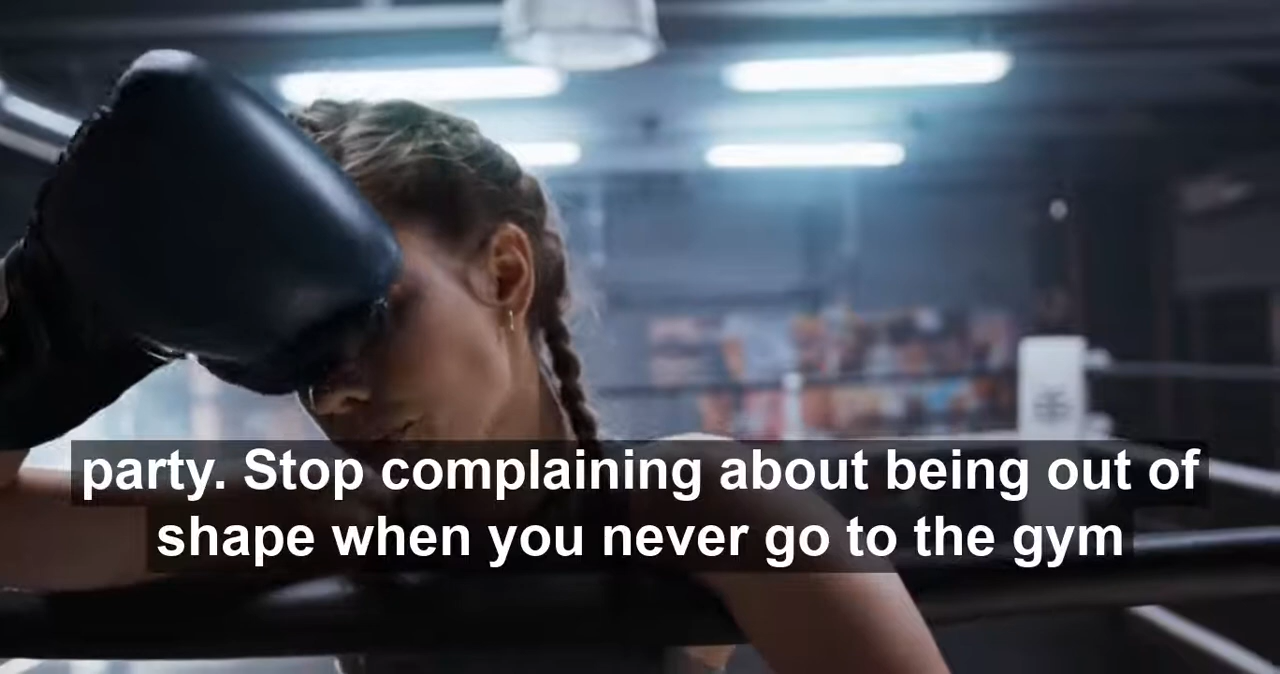 party. Stop complaining about being out of
shape when you never go to the gym